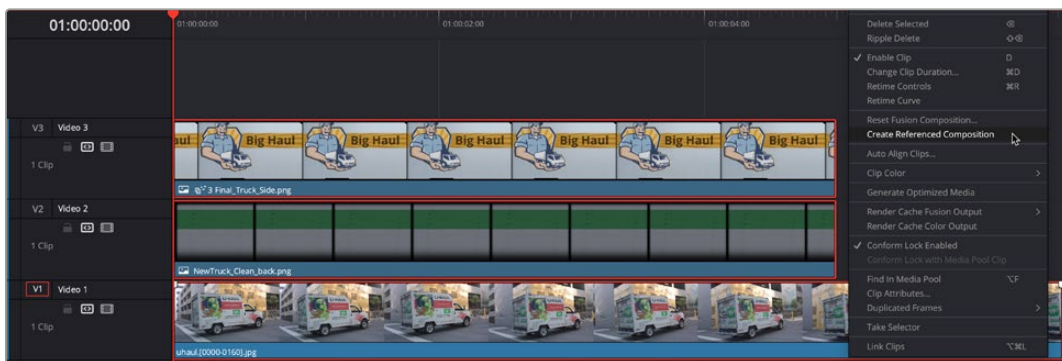 01:00:00:00
01:00:00:00
01:00:02:00
01:00:04:00
V3 Video 3
1 Clip
aul Big Haul Big Haul Big Haul Big Haul Big Haul Big Haul
3 Final_Truck_Side.png
V2 Video 2
1 Clip
NewTruck_Clean_back.png
V1 Video 1
1 Clip
uhaul.[0000-0160].jpg
Delete Selected ⌫
Ripple Delete ⇧⌫
✓ Enable Clip D
Change Clip Duration... ⌘D
Retime Controls ⌘R
Retime Curve
Reset Fusion Composition...
Create Referenced Composition
Auto Align Clips...
Clip Color >
Generate Optimized Media
Render Cache Fusion Output >
Render Cache Color Output
✓ Conform Lock Enabled
Conform Lock with Media Pool Clip
Find In Media Pool ⌥F
Clip Attributes...
Duplicated Frames >
Take Selector
Link Clips ⌥⌘L